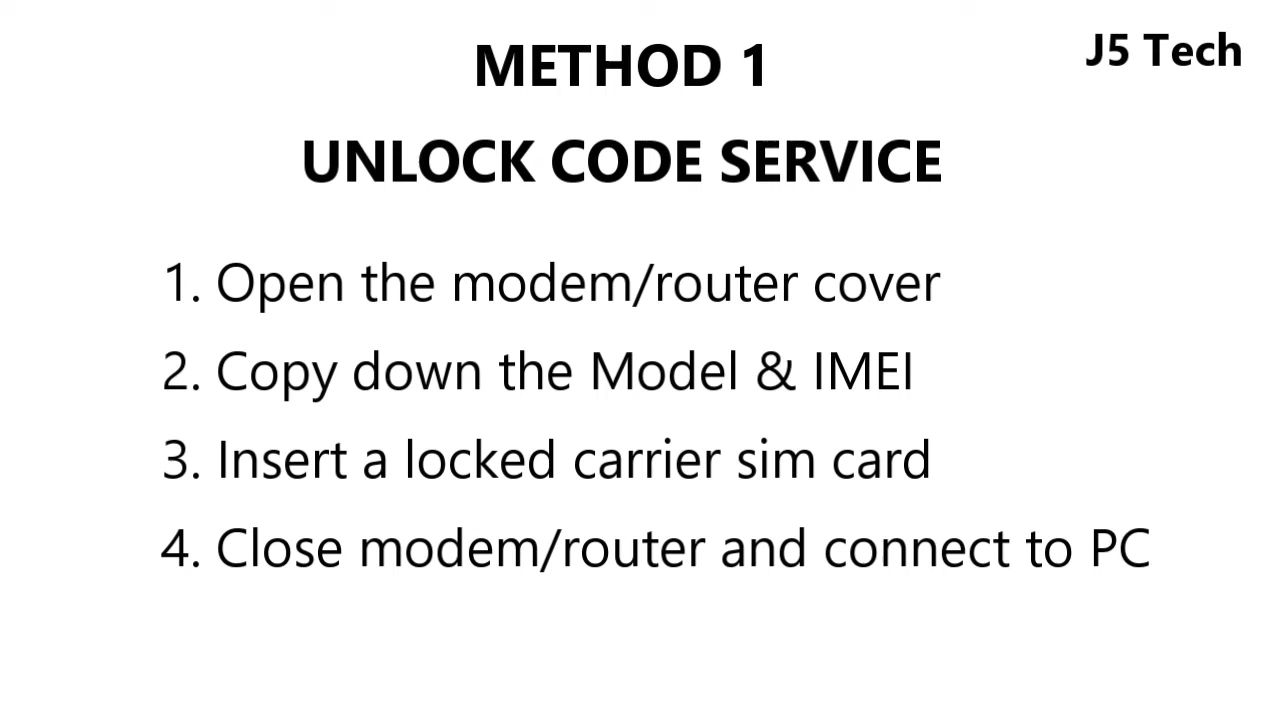 J5 Tech
METHOD 1
UNLOCK CODE SERVICE
1. Open the modem/router cover
2. Copy down the Model & IMEI
3. Insert a locked carrier sim card
4. Close modem/router and connect to PC